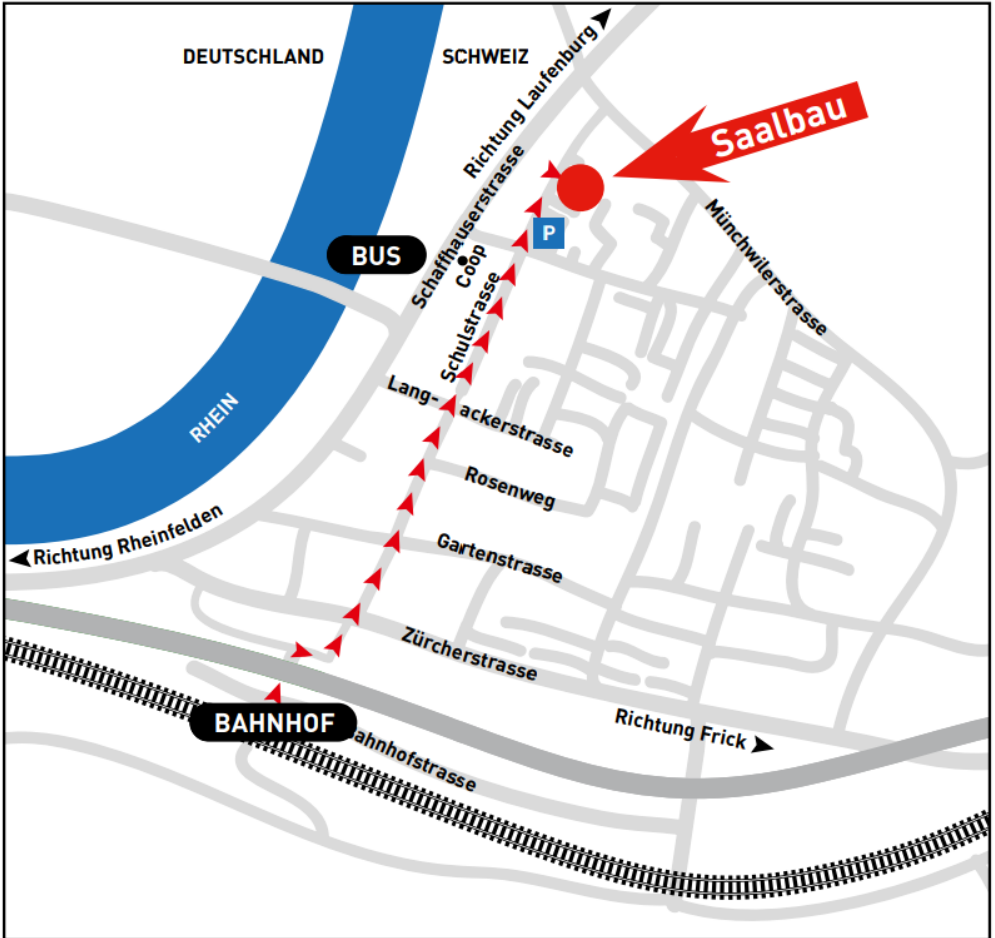 DEUTSCHLAND
SCHWEIZ
Richtung Laufenburg
Saalbau
Schaffhauserstrasse
Münchwilerstrasse
P
BUS
Coop
Schulstrasse
Lang-ackerstrasse
RHEIN
Rosenweg
Richtung Rheinfelden
Gartenstrasse
Zürcherstrasse
BAHNHOF
ahnhofstrasse
Richtung Frick